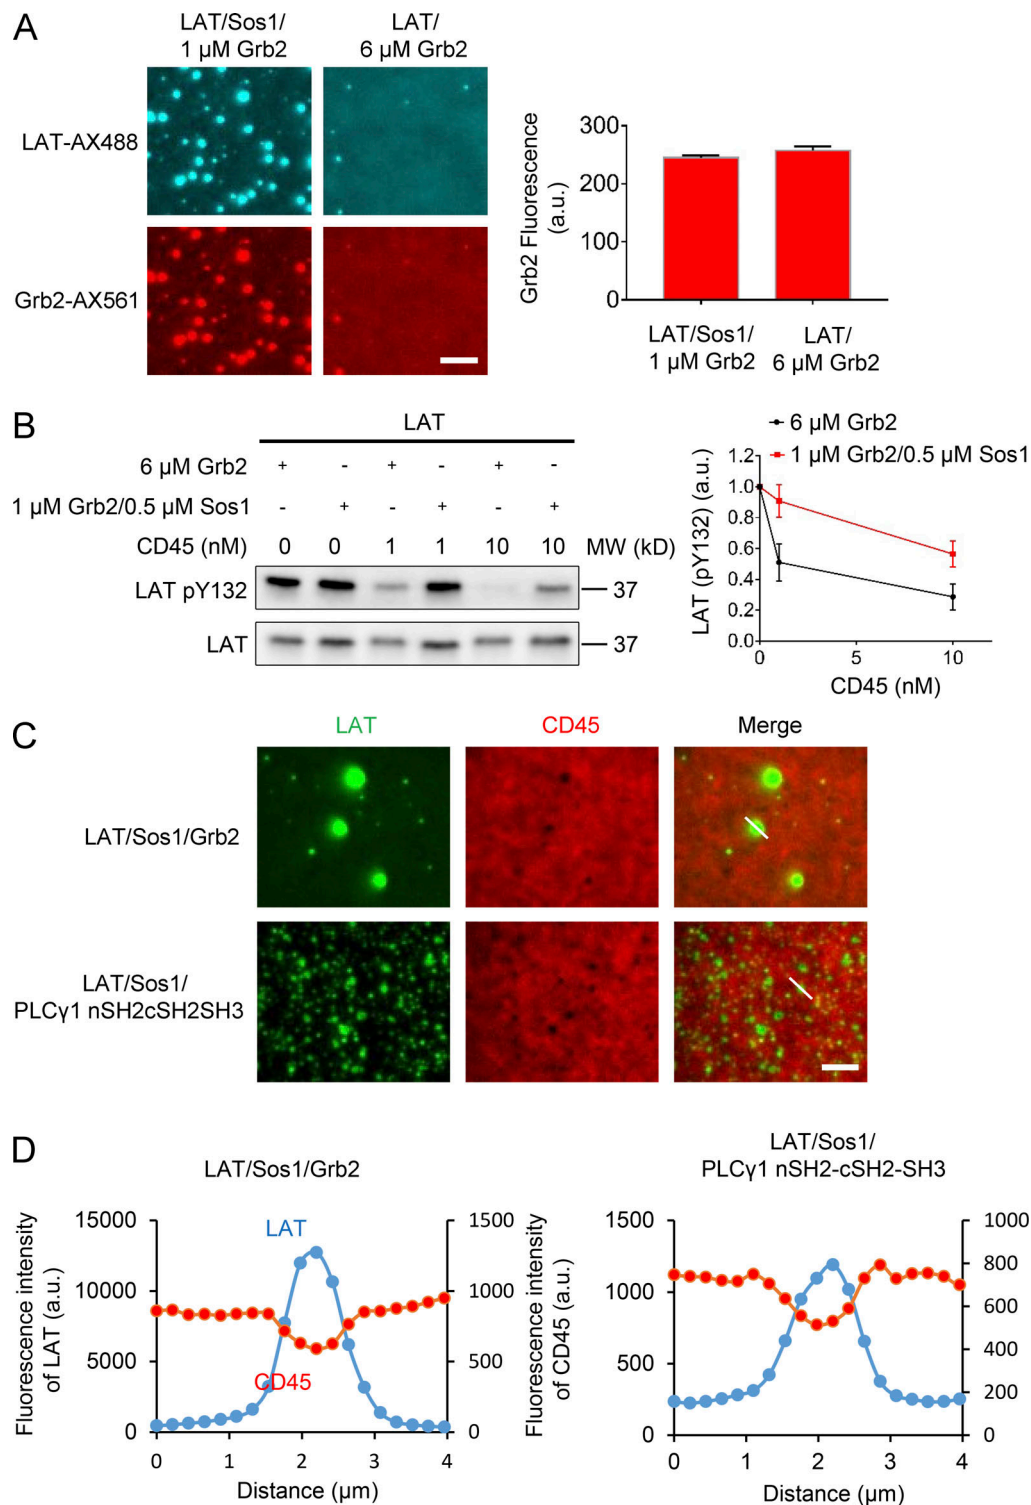 A
LAT/Sos1/
1 µM Grb2
LAT/
6 µM Grb2
LAT-AX488
Grb2-AX561
Grb2 Fluorescence
(a.u.)
300
200
100
0
LAT/Sos1/
1 µM Grb2
LAT/
6 µM Grb2
B
LAT
6 µM Grb2 + - + - + -
1 µM Grb2/0.5 µM Sos1 - + - + - +
CD45 (nM) 0 0 1 1 10 10 MW (kD)
LAT pY132 37
LAT 37
6 µM Grb2
1 µM Grb2/0.5 µM Sos1
LAT (pY132) (a.u.)
1.2
1.0
0.8
0.6
0.4
0.2
0.0
0 5 10
CD45 (nM)
C
LAT CD45 Merge
LAT/Sos1/Grb2
LAT/Sos1/
PLCγ1 nSH2cSH2SH3
D
LAT/Sos1/Grb2
Fluorescence intensity
of LAT (a.u.)
15000
10000
5000
0
LAT
CD45
1500
1000
500
0
Fluorescence intensity
of CD45 (a.u.)
0 1 2 3 4
Distance (µm)
LAT/Sos1/
PLCγ1 nSH2-cSH2-SH3
1500
1000
500
0
1000
800
600
400
200
0
0 1 2 3 4
Distance (µm)